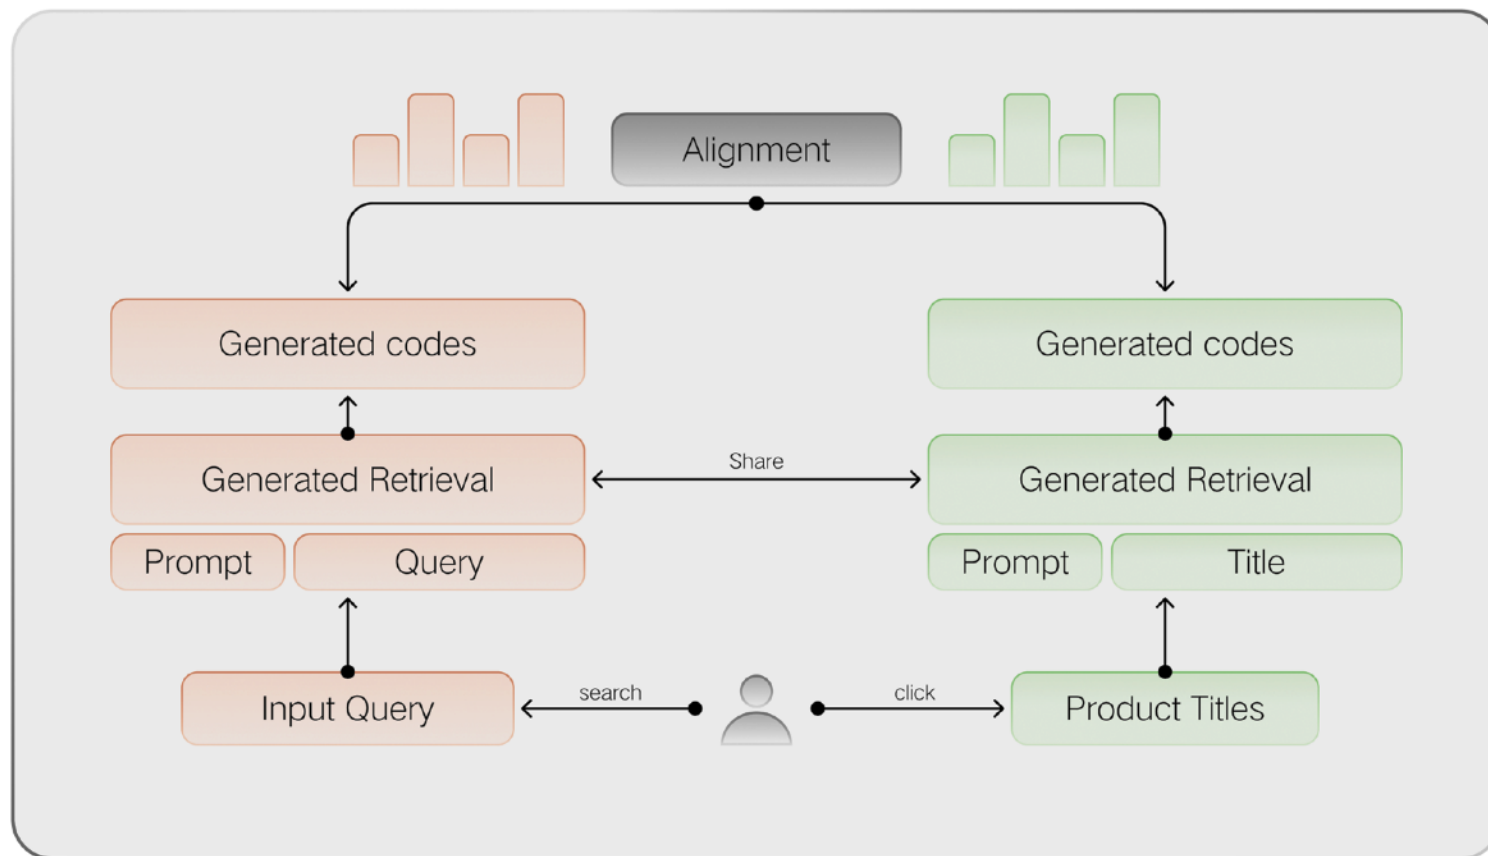 Alignment
Generated codes
Generated codes
Generated Retrieval
Share
Generated Retrieval
Prompt
Query
Prompt
Title
Input Query
search
click
Product Titles